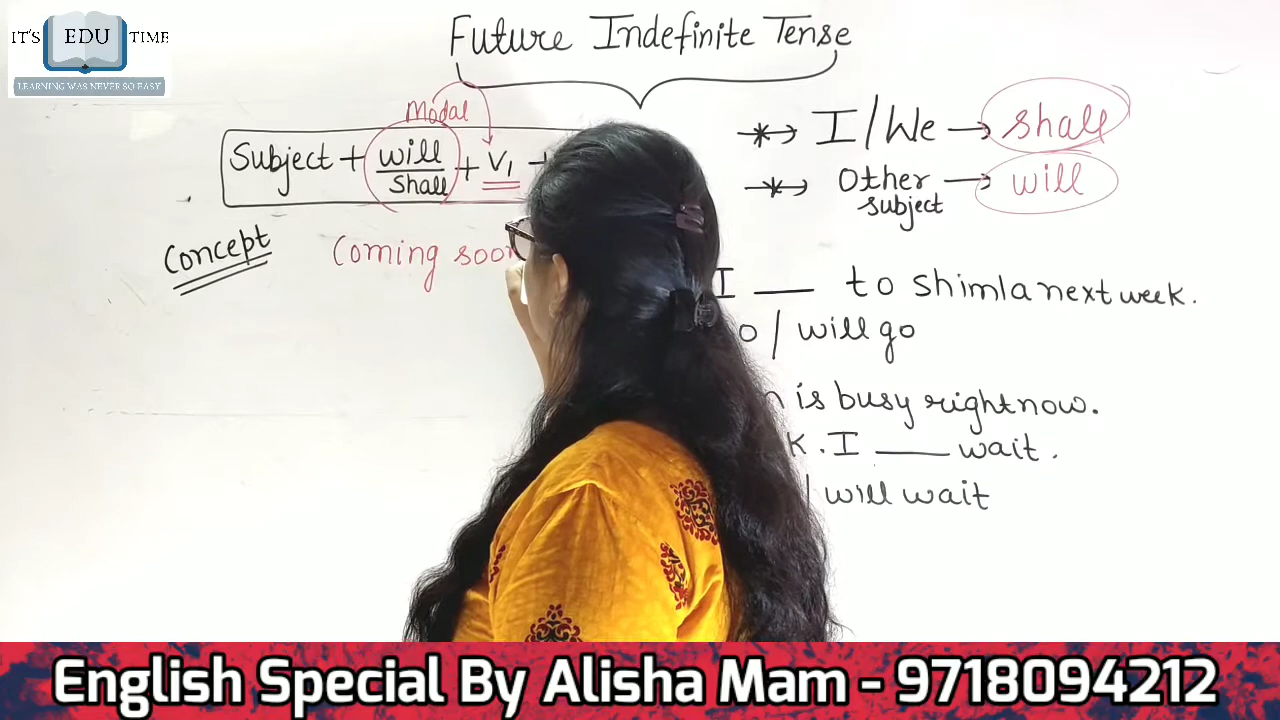 IT'S EDU TIME
LEARNING WAS NEVER SO EASY
Future Indefinite Tense
Modal
Subject + will/shall + V1 +
I/We → shall
Other subject → will
Concept
Coming soon
I ___ to shimla next week.
/ will go
is busy right now.
. I ___ wait.
/ will wait
English Special By Alisha Mam - 9718094212